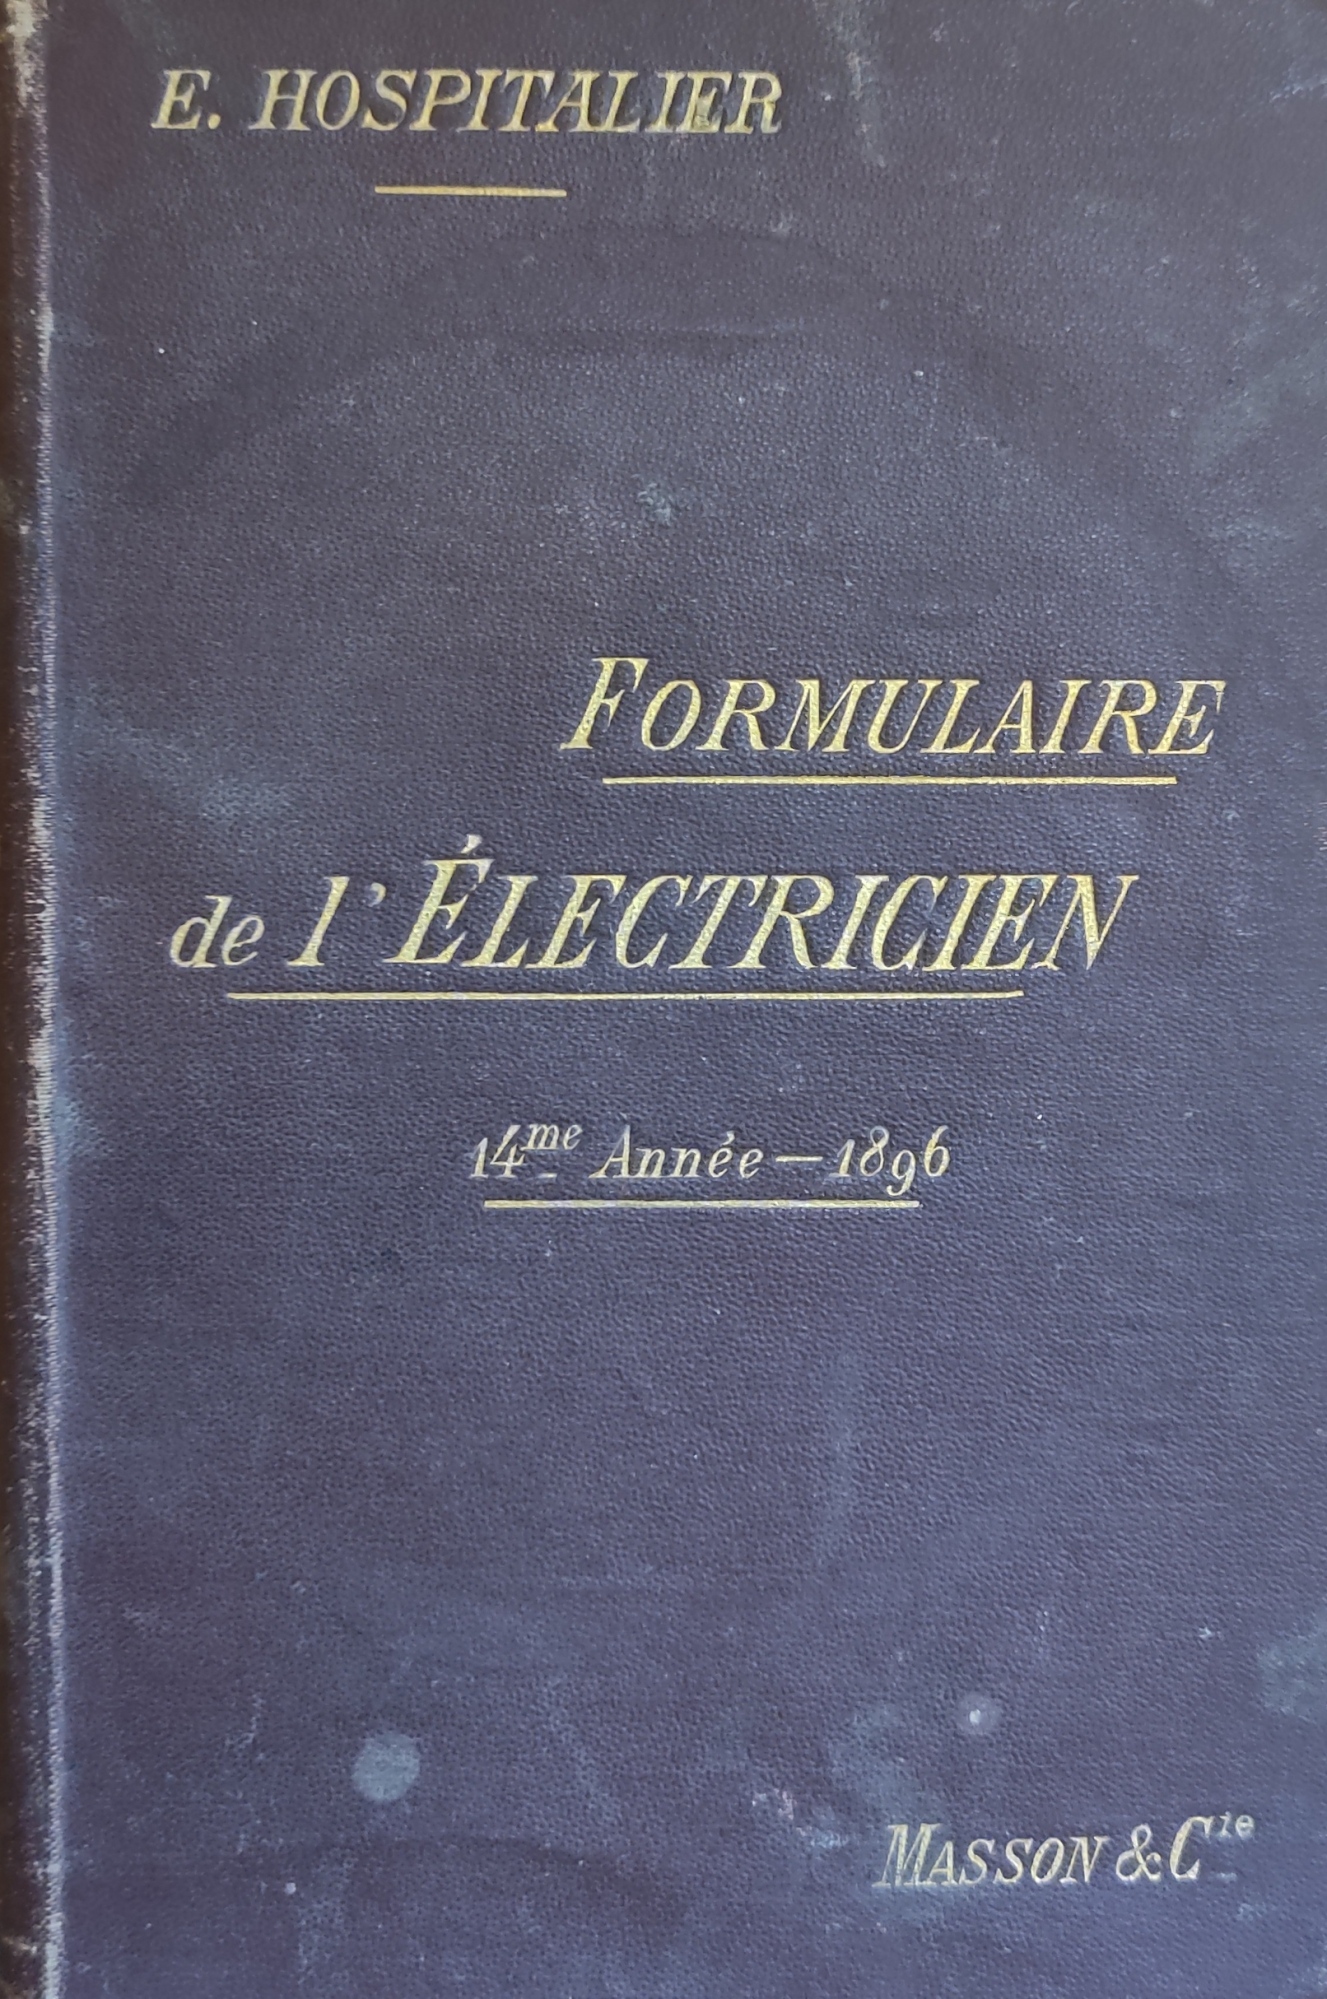 E. HOSPITALIER
FORMULAIRE
de l'ÉLECTRICIEN
14me Année — 1896
MASSON & Cie